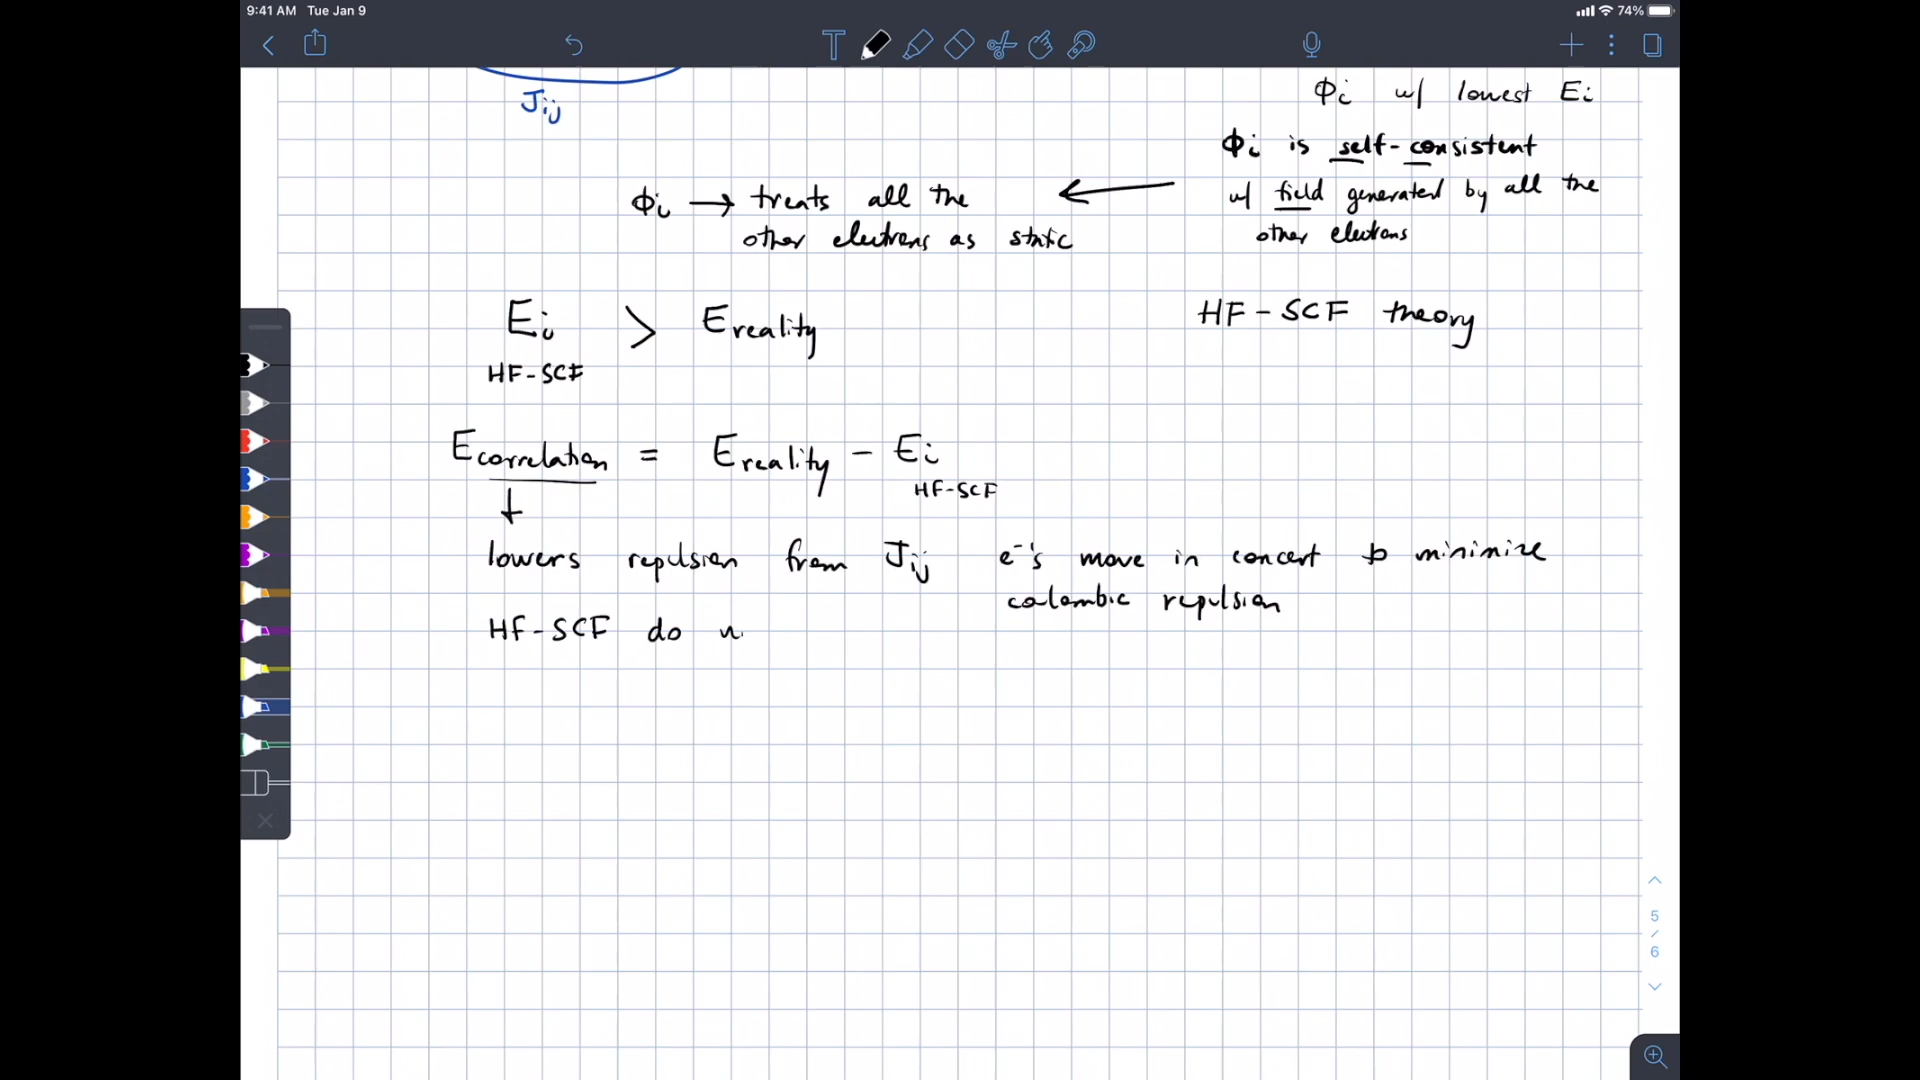 9:41 AM Tue Jan 9
74%
Jij
Φi w/ lowest Ei
Φi is self-consistent
w/ field generated by all the
other electrons
Φi → treats all the
other electrons as static
Ei > Ereality
HF-SCF
HF-SCF theory
Ecorrelation = Ereality - Ei
HF-SCF
lowers repulsion from Jij e⁻'s move in concert to minimize
colombic repulsion
HF-SCF do n
5
/
6